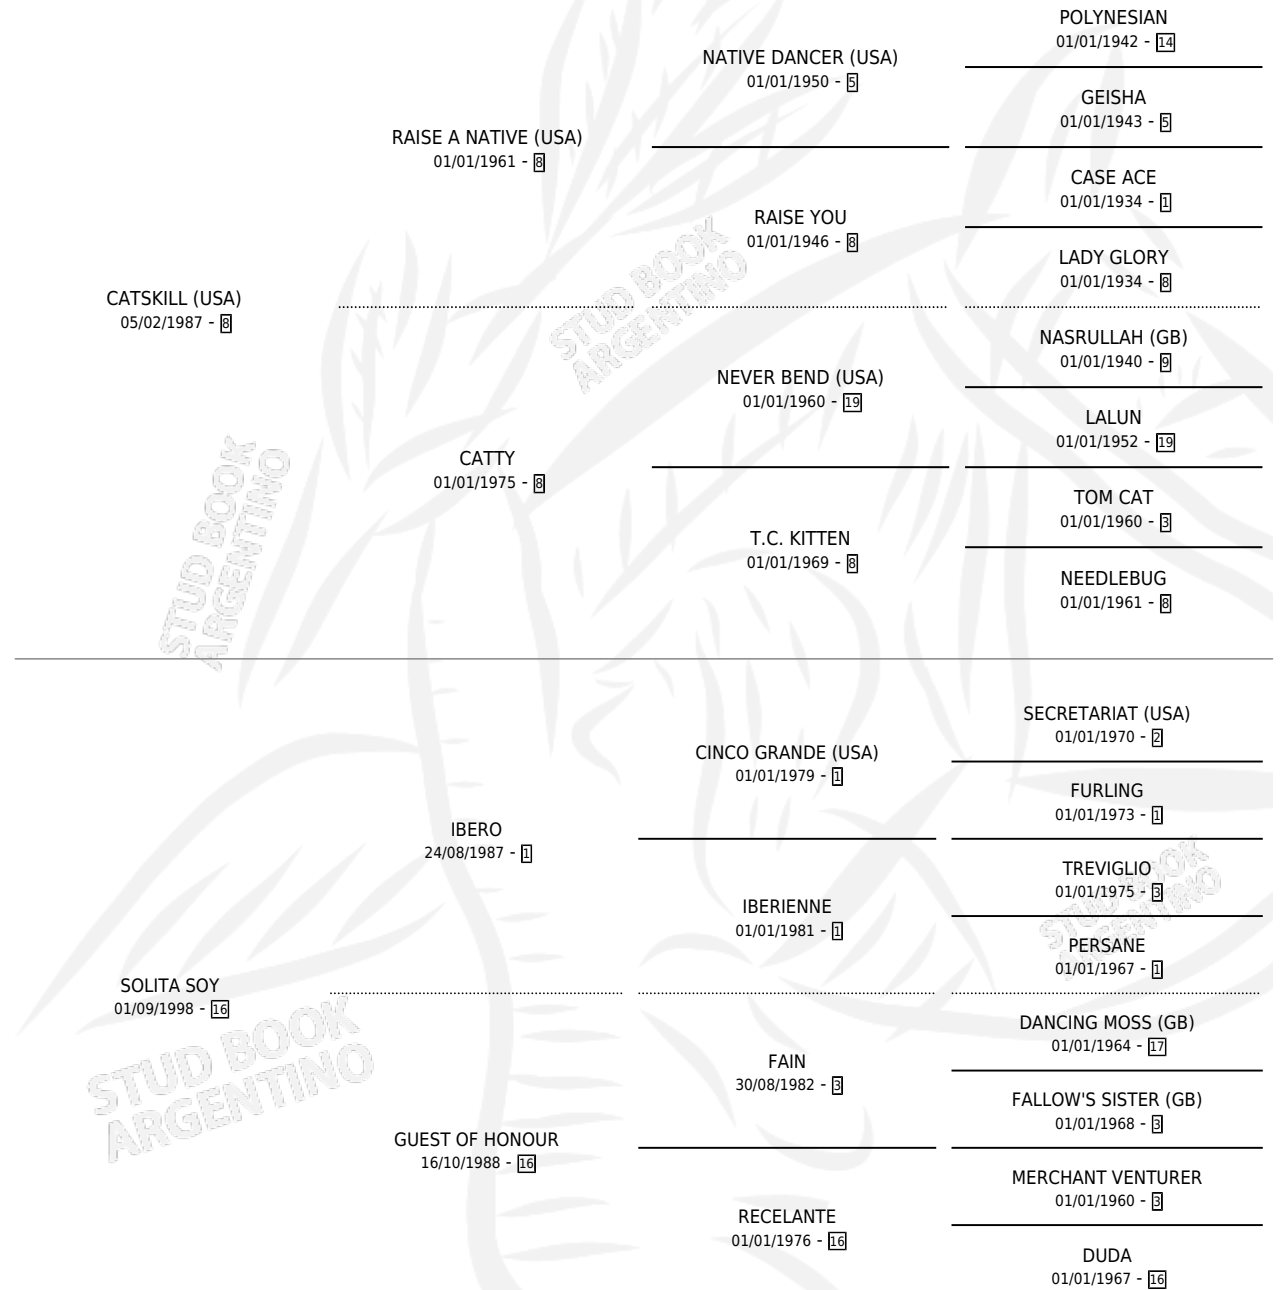 POLYNESIAN
01/01/1942 - 14
NATIVE DANCER (USA)
01/01/1950 - 5
GEISHA
01/01/1943 - 5
RAISE A NATIVE (USA)
01/01/1961 - 8
CASE ACE
01/01/1934 - 1
RAISE YOU
01/01/1946 - 8
LADY GLORY
01/01/1934 - 8
CATSKILL (USA)
05/02/1987 - 8
STUD BOOK
ARGENTINO
NASRULLAH (GB)
01/01/1940 - 9
NEVER BEND (USA)
01/01/1960 - 19
LALUN
01/01/1952 - 19
CATTY
01/01/1975 - 8
TOM CAT
01/01/1960 - 3
T.C. KITTEN
01/01/1969 - 8
NEEDLEBUG
01/01/1961 - 8
STUD BOOK
ARGENTINO
SECRETARIAT (USA)
01/01/1970 - 2
CINCO GRANDE (USA)
01/01/1979 - 1
FURLING
01/01/1973 - 1
IBERO
24/08/1987 - 1
TREVIGLIO
01/01/1975 - 3
IBERIENNE
01/01/1981 - 1
PERSANE
01/01/1967 - 1
STUD BOOK
ARGENTINO
SOLITA SOY
01/09/1998 - 16
DANCING MOSS (GB)
01/01/1964 - 17
FAIN
30/08/1982 - 3
FALLOW'S SISTER (GB)
01/01/1968 - 3
STUD BOOK
ARGENTINO
GUEST OF HONOUR
16/10/1988 - 16
MERCHANT VENTURER
01/01/1960 - 3
RECELANTE
01/01/1976 - 16
DUDA
01/01/1967 - 16